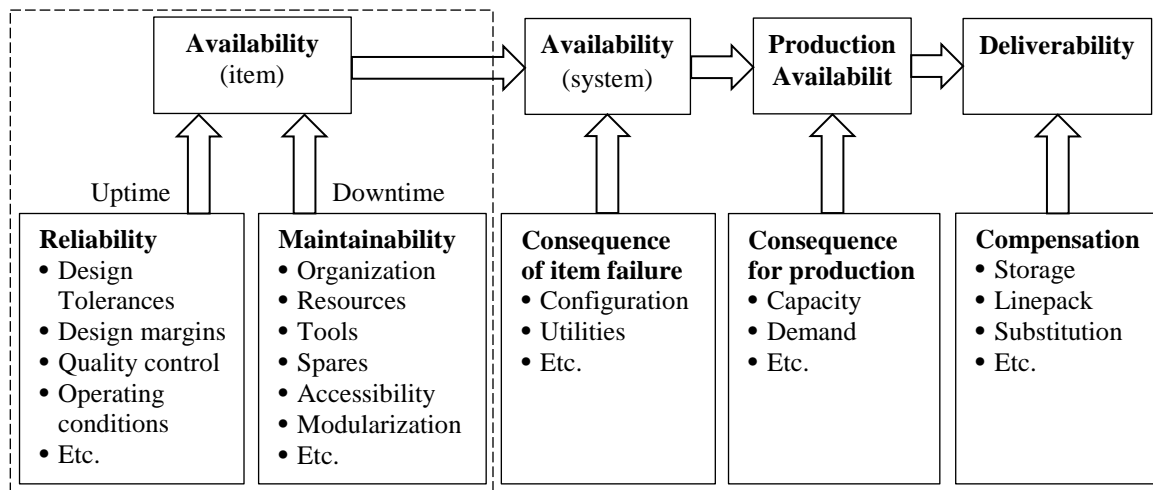 Availability
(item)
Availability
(system)
Production
Availabilit
Deliverability
Uptime
Downtime
Reliability
• Design
Tolerances
• Design margins
• Quality control
• Operating
conditions
• Etc.
Maintainability
• Organization
• Resources
• Tools
• Spares
• Accessibility
• Modularization
• Etc.
Consequence
of item failure
• Configuration
• Utilities
• Etc.
Consequence
for production
• Capacity
• Demand
• Etc.
Compensation
• Storage
• Linepack
• Substitution
• Etc.